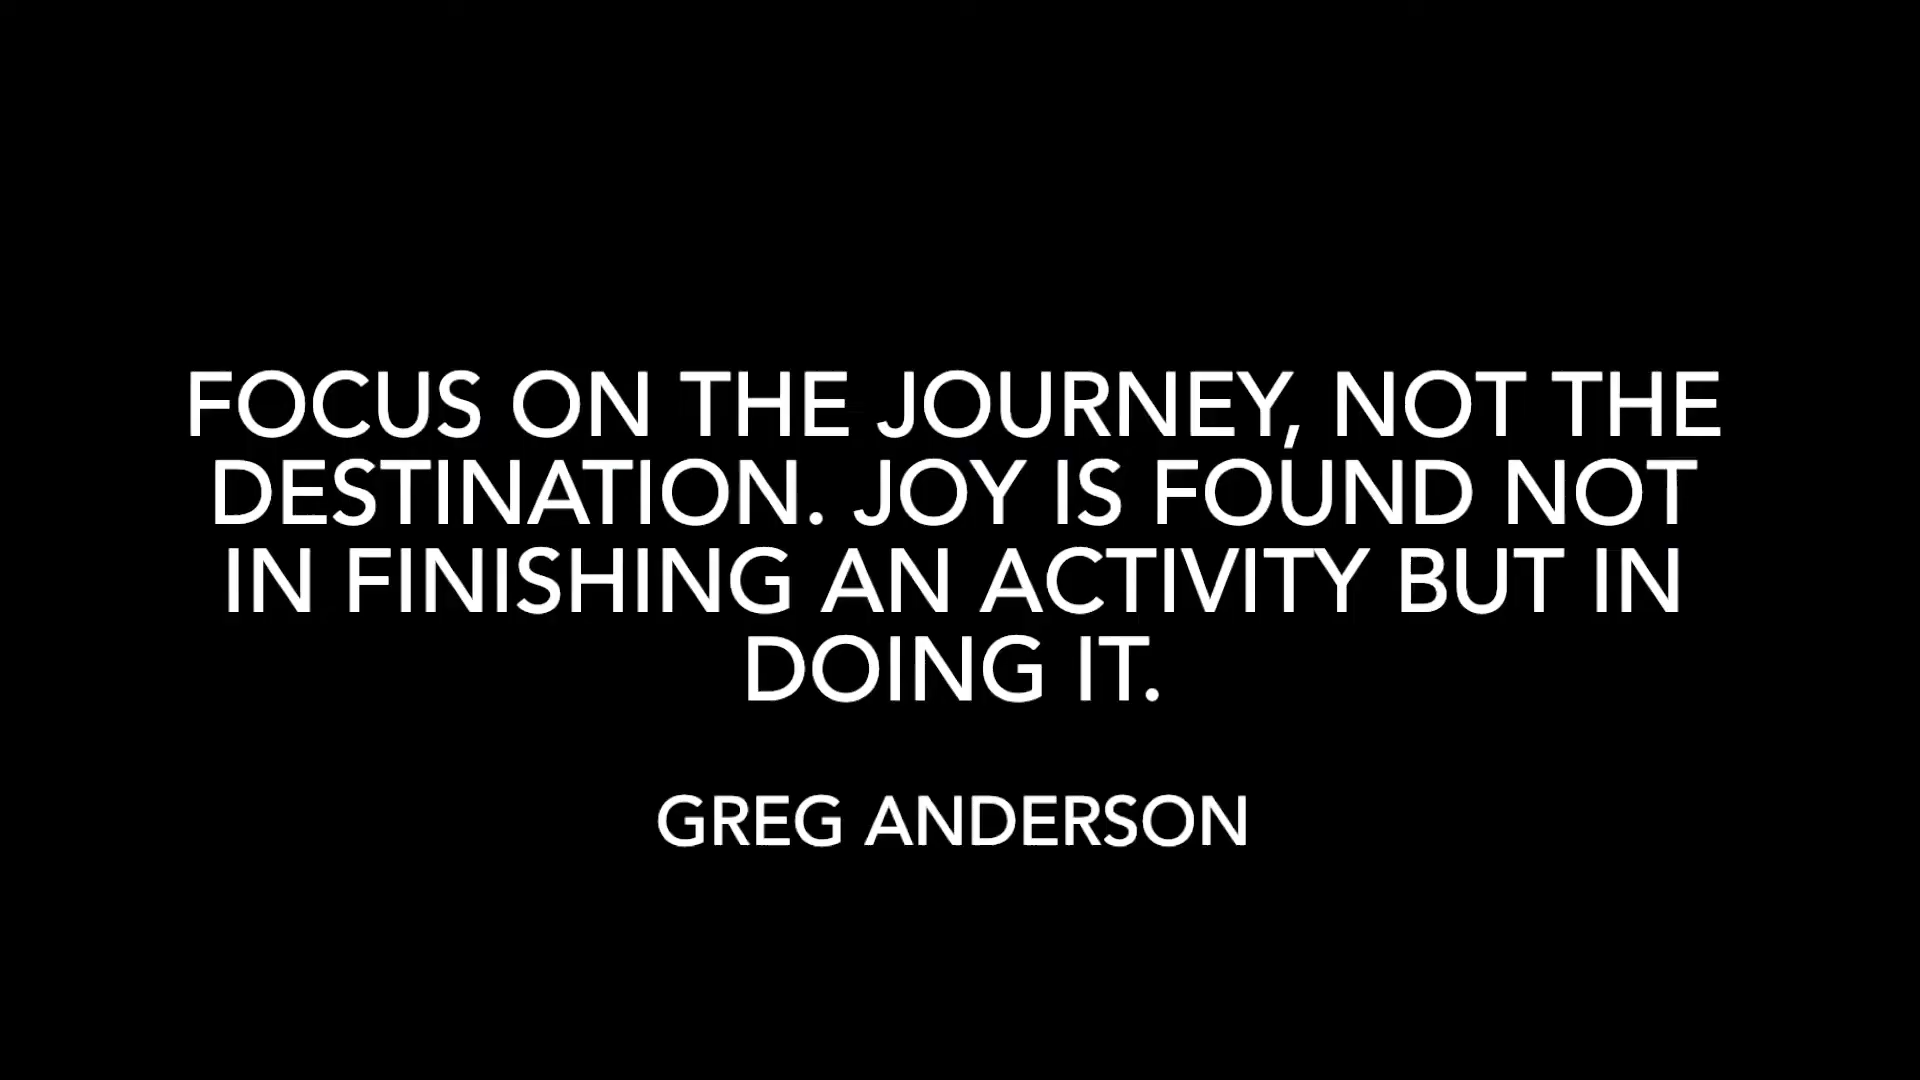 FOCUS ON THE JOURNEY, NOT THE
DESTINATION. JOY IS FOUND NOT
IN FINISHING AN ACTIVITY BUT IN
DOING IT.
GREG ANDERSON